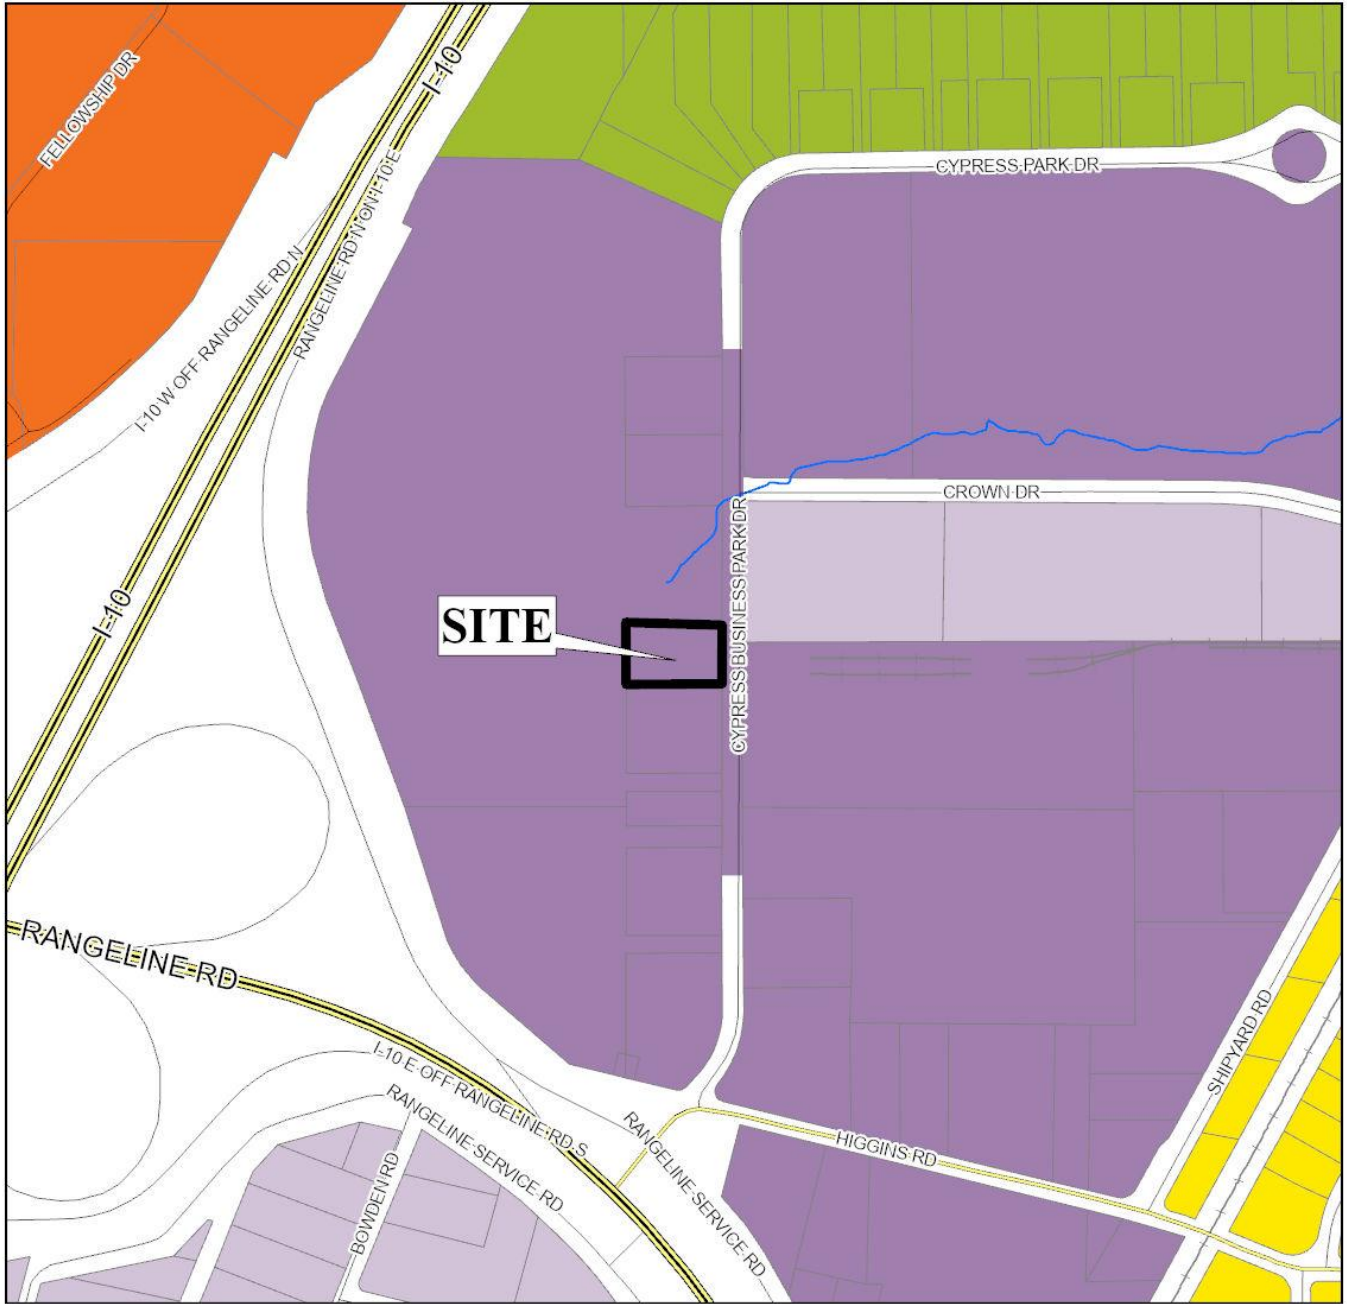 FELLOWSHIP DR
I-10
CYPRESS PARK DR
I-10 W OFF RANGELINE RD N
RANGELINE RD N ON I-10 E
CROWN DR
CYPRESS BUSINESS PARK DR
SITE
I-10
RANGELINE RD
I-10 E OFF RANGELINE RD S
RANGELINE SERVICE RD
RANGELINE SERVICE RD
BOWDEN RD
HIGGINS RD
SHIPYARD RD